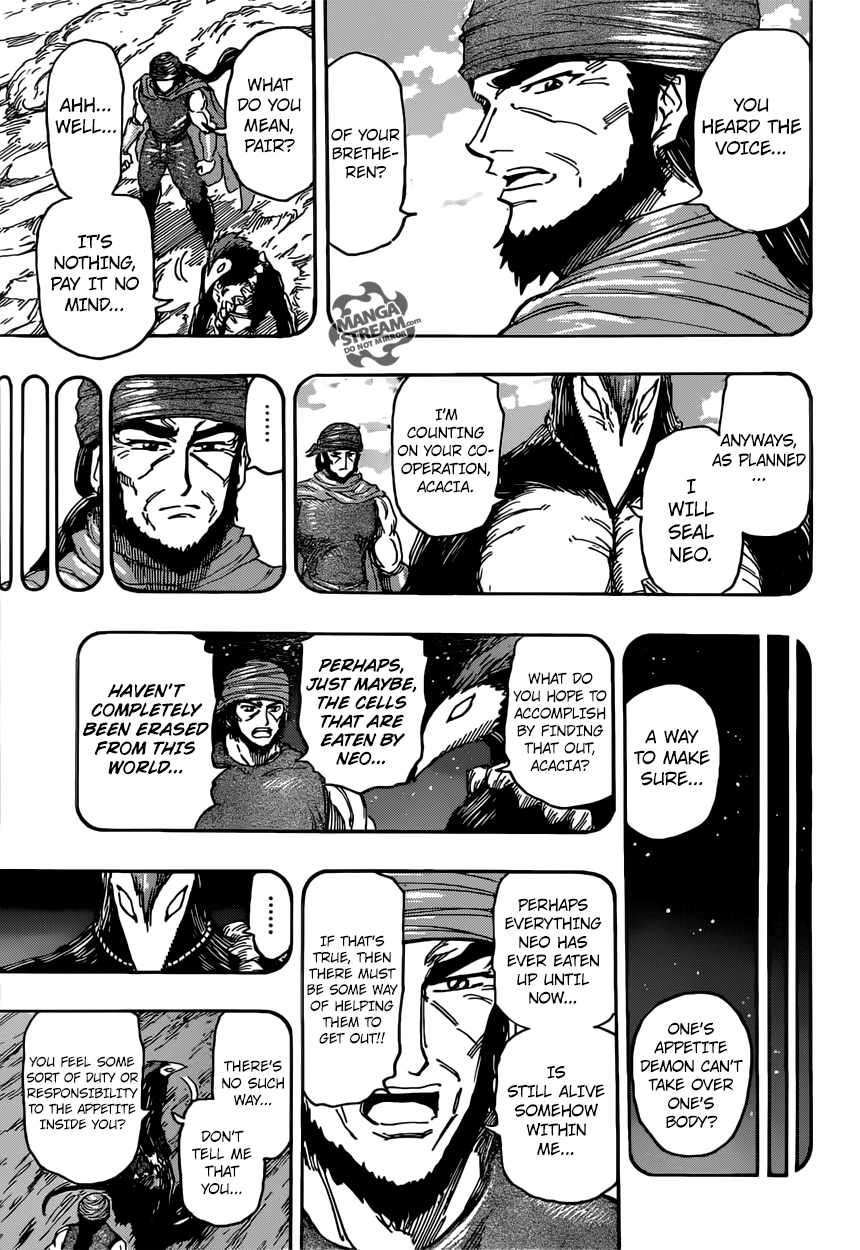 YOU
HEARD THE
VOICE...
OF YOUR
BRETHE-
REN?
WHAT
DO YOU
MEAN,
PAIR?
AHH...
WELL...
IT'S
NOTHING,
PAY IT NO
MIND...
MANGA
STREAM.com
DO NOT MIRROR
ANYWAYS,
AS PLANNED
...
I
WILL
SEAL
NEO.
I'M
COUNTING
ON YOUR CO-
OPERATION,
ACACIA.
......
A WAY
TO MAKE
SURE...
ONE'S
APPETITE
DEMON CAN'T
TAKE OVER
ONE'S
BODY?
WHAT DO
YOU HOPE TO
ACCOMPLISH
BY FINDING
THAT OUT,
ACACIA?
PERHAPS,
JUST MAYBE,
THE CELLS
THAT ARE
EATEN BY
NEO...
HAVEN'T
COMPLETELY
BEEN ERASED
FROM THIS
WORLD...
PERHAPS
EVERYTHING
NEO HAS
EVER EATEN
UP UNTIL
NOW...
IS
STILL ALIVE
SOMEHOW
WITHIN
ME...
IF THAT'S
TRUE, THEN
THERE MUST
BE SOME WAY
OF HELPING
THEM TO
GET OUT!!
......
THERE'S
NO SUCH
WAY...
DON'T
TELL ME
THAT
YOU...
YOU FEEL SOME
SORT OF DUTY OR
RESPONSIBILITY
TO THE APPETITE
INSIDE YOU?